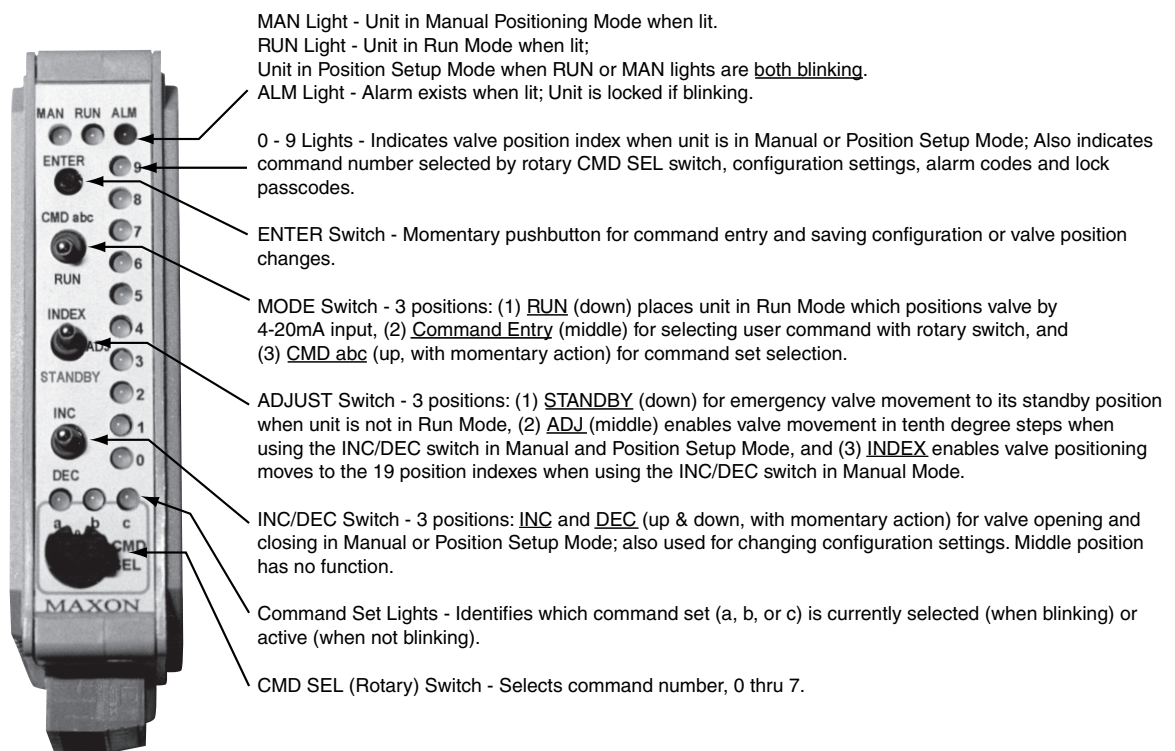 MAN Light - Unit in Manual Positioning Mode when lit.
RUN Light - Unit in Run Mode when lit;
Unit in Position Setup Mode when RUN or MAN lights are both blinking.
ALM Light - Alarm exists when lit; Unit is locked if blinking.
0 - 9 Lights - Indicates valve position index when unit is in Manual or Position Setup Mode; Also indicates
command number selected by rotary CMD SEL switch, configuration settings, alarm codes and lock
passcodes.
ENTER Switch - Momentary pushbutton for command entry and saving configuration or valve position
changes.
MODE Switch - 3 positions: (1) RUN (down) places unit in Run Mode which positions valve by
4-20mA input, (2) Command Entry (middle) for selecting user command with rotary switch, and
(3) CMD abc (up, with momentary action) for command set selection.
ADJUST Switch - 3 positions: (1) STANDBY (down) for emergency valve movement to its standby position
when unit is not in Run Mode, (2) ADJ (middle) enables valve movement in tenth degree steps when
using the INC/DEC switch in Manual and Position Setup Mode, and (3) INDEX enables valve positioning
moves to the 19 position indexes when using the INC/DEC switch in Manual Mode.
INC/DEC Switch - 3 positions: INC and DEC (up & down, with momentary action) for valve opening and
closing in Manual or Position Setup Mode; also used for changing configuration settings. Middle position
has no function.
Command Set Lights - Identifies which command set (a, b, or c) is currently selected (when blinking) or
active (when not blinking).
CMD SEL (Rotary) Switch - Selects command number, 0 thru 7.
MAN RUN ALM
ENTER
9
8
CMD abc
7
6
RUN
5
INDEX
4
ADJ
3
STANDBY
2
INC
1
0
DEC
a b c
CMD
SEL
MAXON